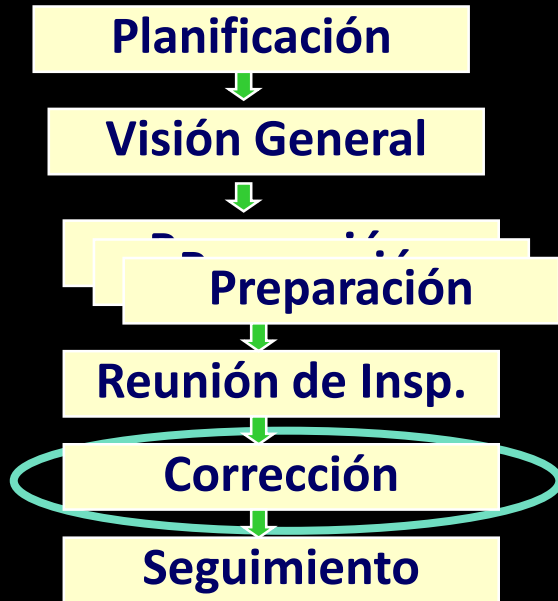 Planificación
Visión General
Preparación
Reunión de Insp.
Corrección
Seguimiento